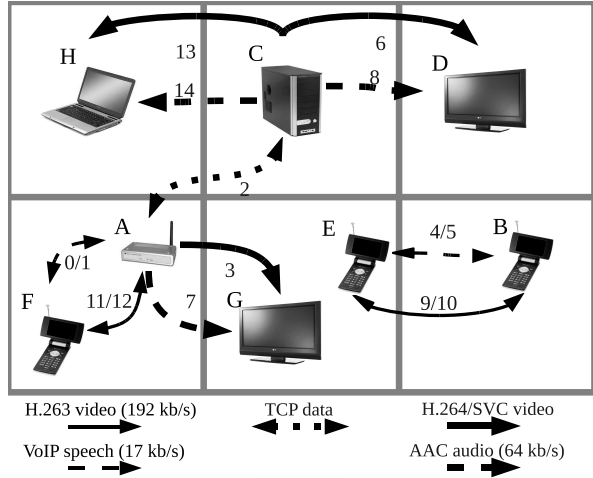 13
6
H
C
D
14
8
2
A
E
4/5
B
0/1
3
F
11/12
7
G
9/10
H.263 video (192 kb/s)
TCP data
H.264/SVC video
VoIP speech (17 kb/s)
AAC audio (64 kb/s)